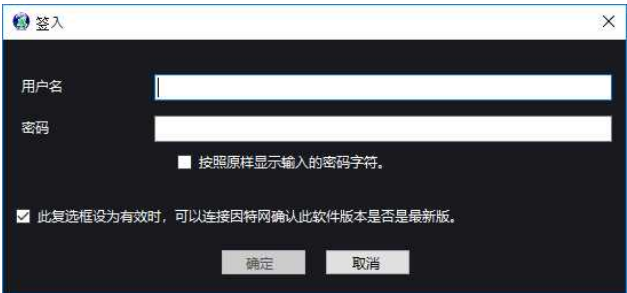 签入
用户名
密码
按照原样显示输入的密码字符。
此复选框设为有效时，可以连接因特网确认此软件版本是否是最新版。
确定 取消